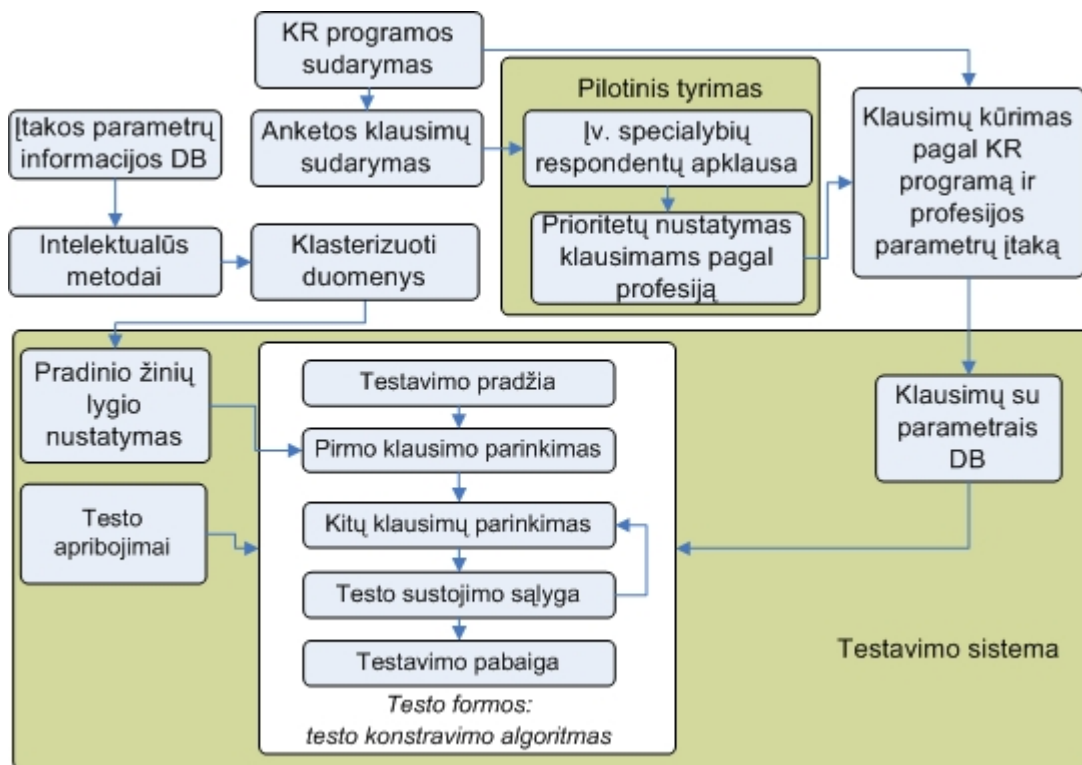 KR programos
sudarymas
Įtakos parametrų
informacijos DB
Anketos klausimų
sudarymas
Pilotinis tyrimas
Įv. specialybių
respondentų apklausa
Prioritetų nustatymas
klausimams pagal
profesiją
Klausimų kūrimas
pagal KR
programą ir
profesijos
parametrų įtaką
Intelektualūs
metodai
Klasterizuoti
duomenys
Pradinio žinių
lygio
nustatymas
Testo
apribojimai
Testavimo pradžia
Pirmo klausimo parinkimas
Kitų klausimų parinkimas
Testo sustojimo sąlyga
Testavimo pabaiga
Testo formos:
testo konstravimo algoritmas
Klausimų su
parametrais
DB
Testavimo sistema